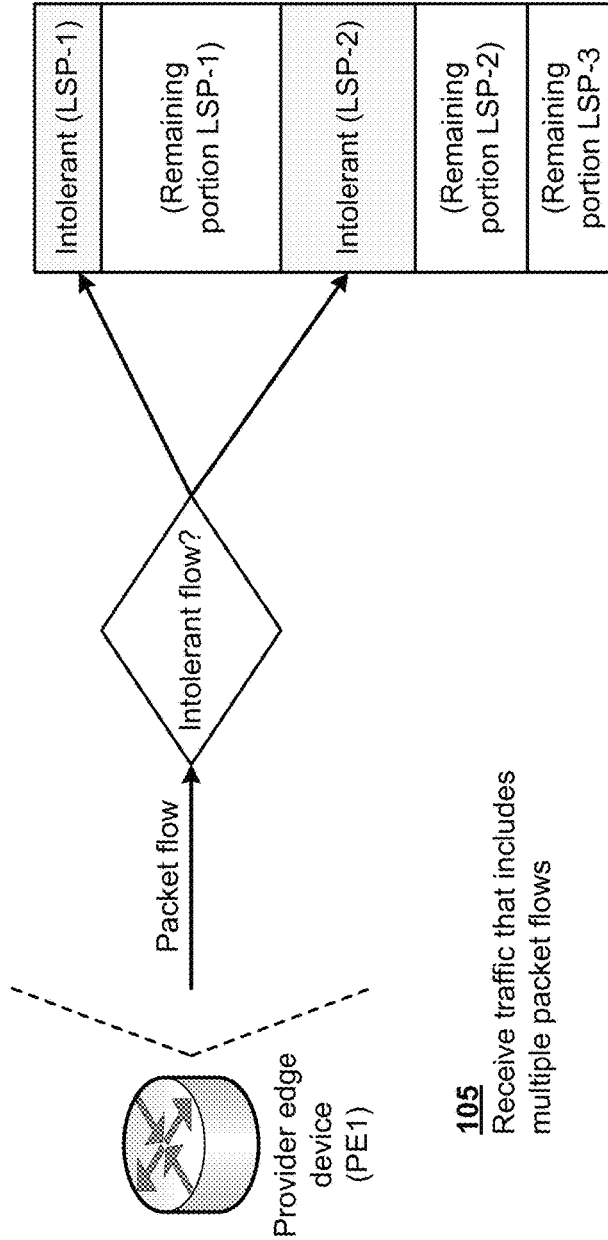 Provider edge
device
(PE1)
Packet flow
Intolerant flow?
Intolerant (LSP-1)
(Remaining
portion LSP-1)
Intolerant (LSP-2)
(Remaining
portion LSP-2)
(Remaining
portion LSP-3
105
Receive traffic that includes
multiple packet flows